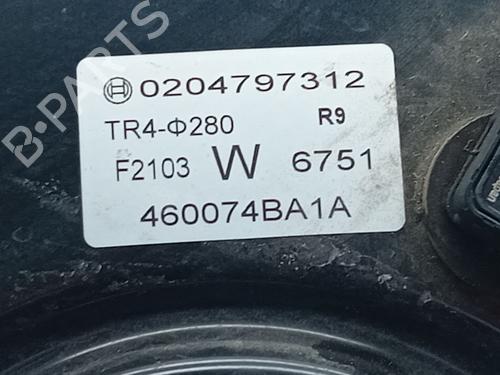 0204797312
TR4-Φ280 R9
F2103 W 6751
460074BA1A
B-PARTS